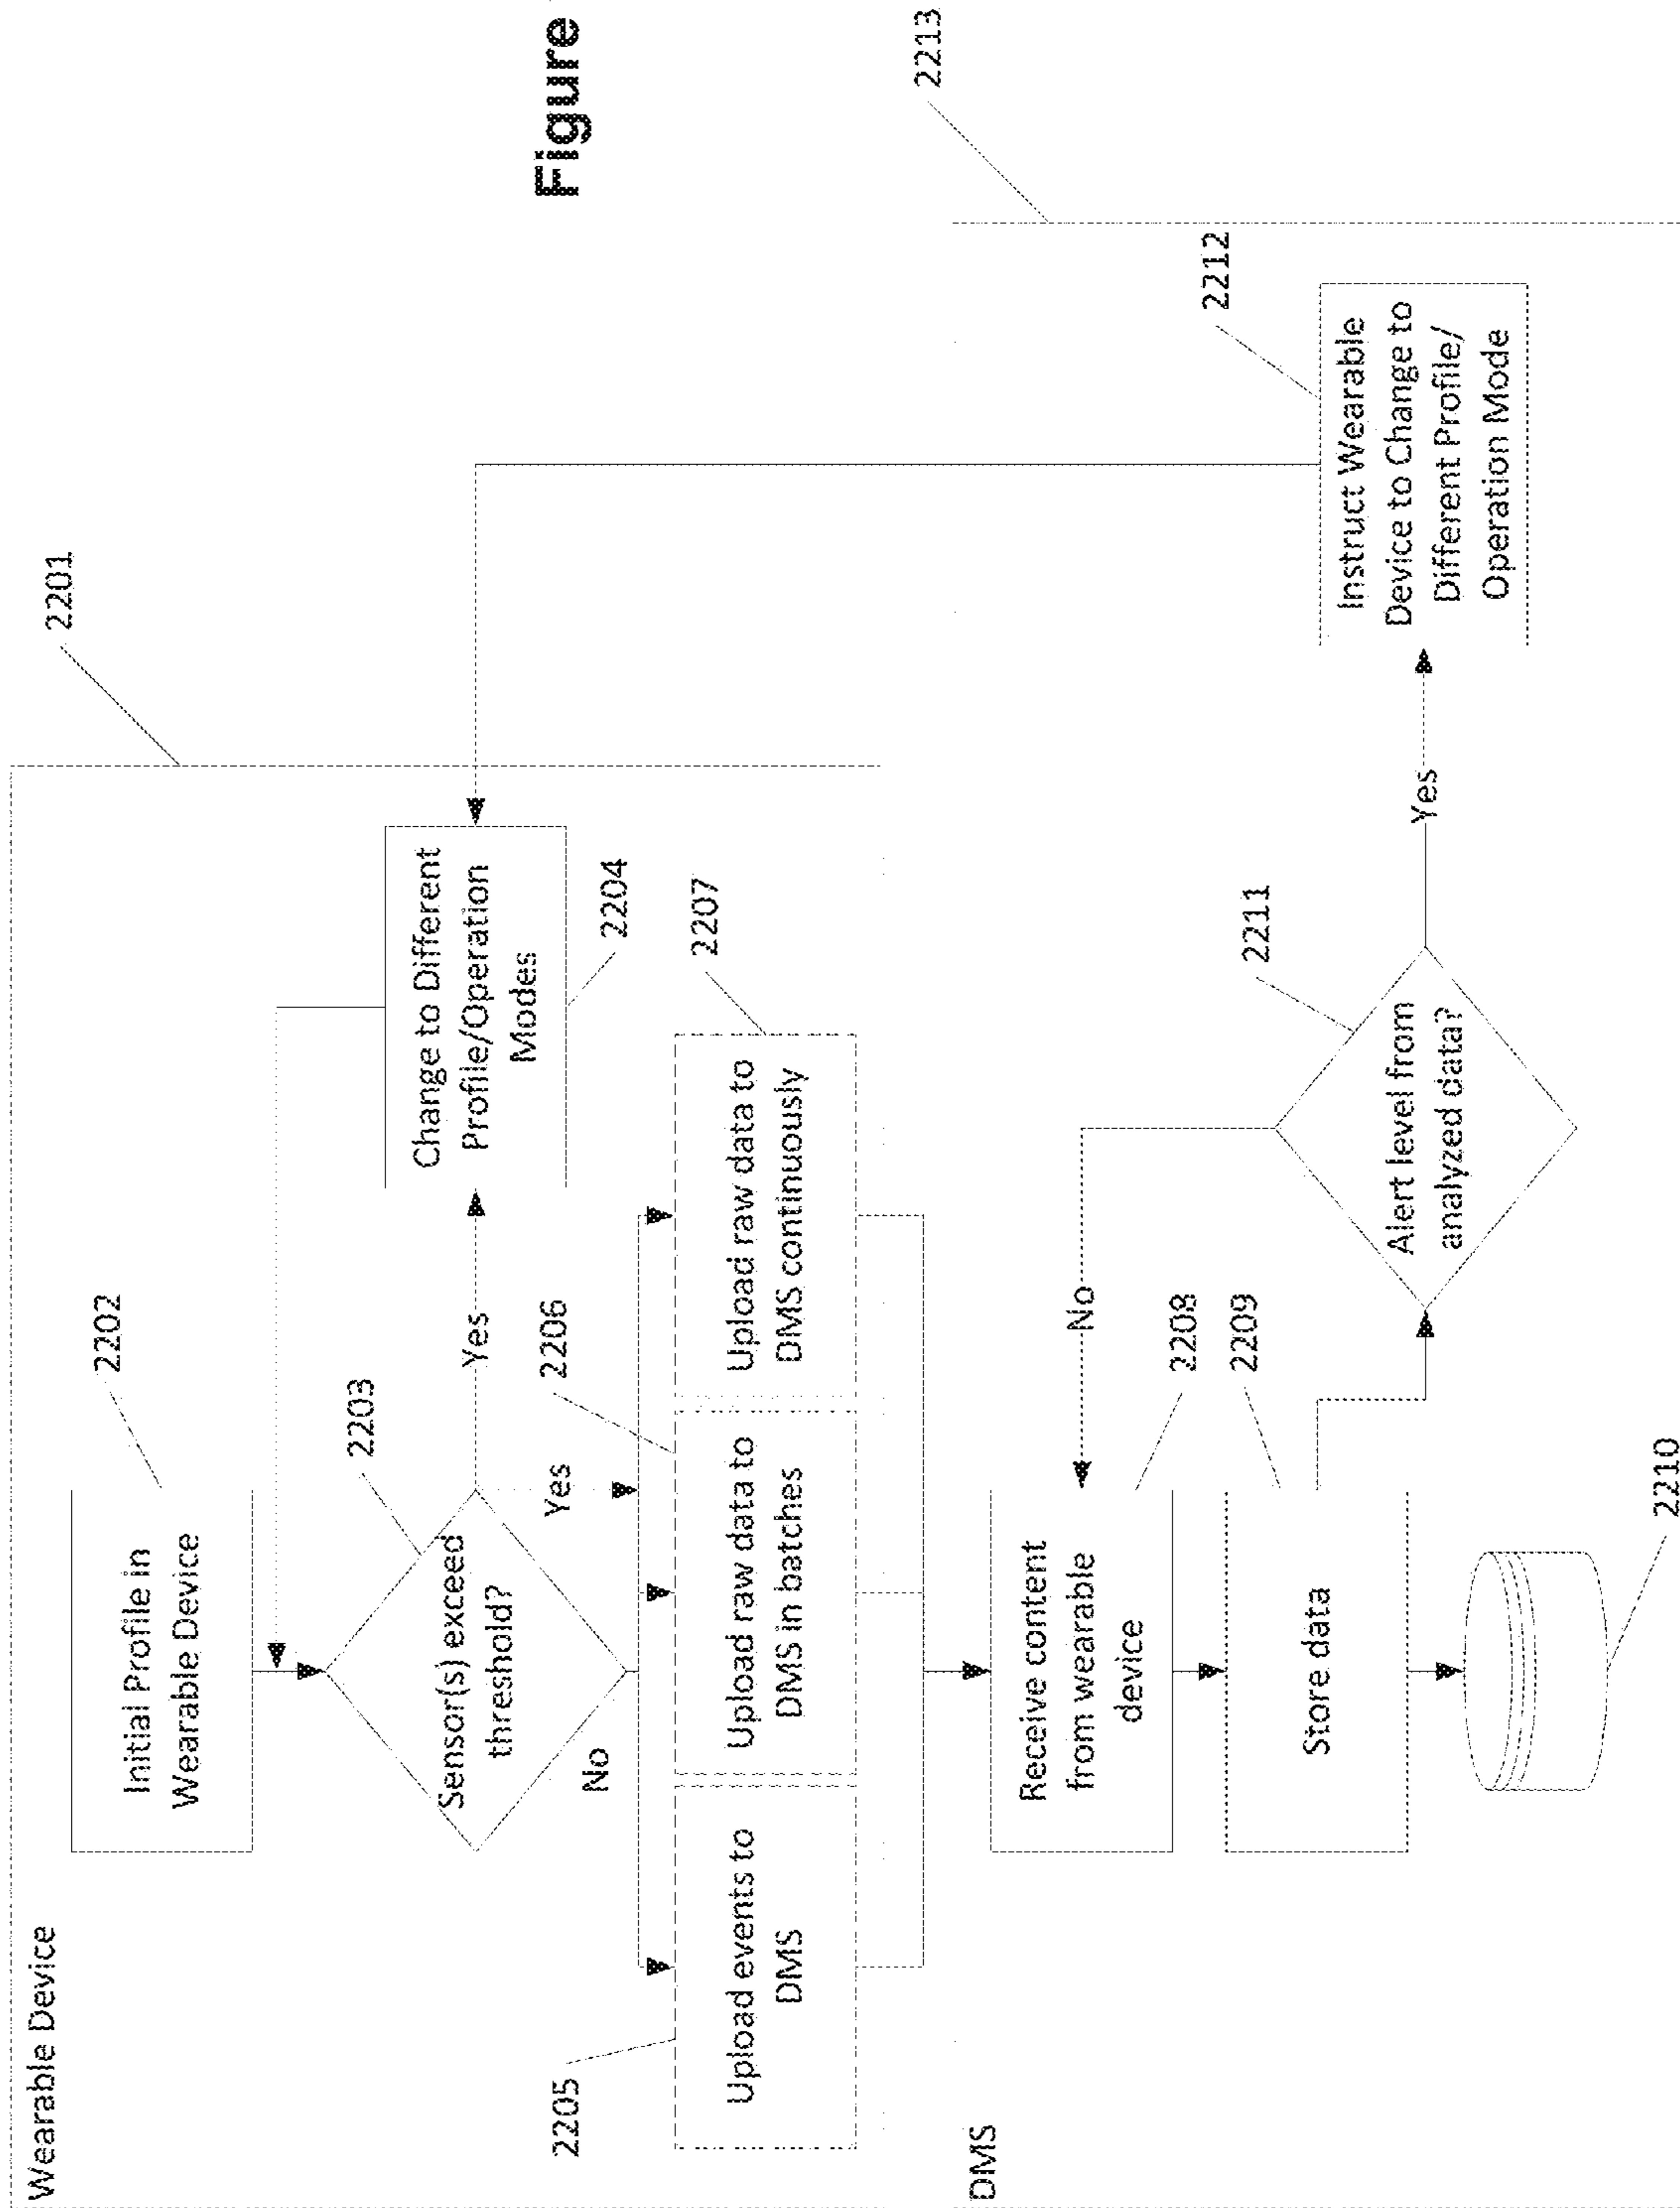 Wearable Device
2201
Initial Profile in
Wearable Device
2202
Sensor(s) exceed
threshold?
2203
Yes
Change to Different
Profile/Operation
Modes
2204
Yes
No
2205
Upload events to
DMS
2206
Upload raw data to
DMS in batches
2207
Upload raw data to
DMS continuously
Figure
DMS
2213
Receive content
from wearable
device
2208
No
Store data
2209
2210
Alert level from
analyzed data?
2211
Yes
Instruct Wearable
Device to Change to
Different Profile/
Operation Mode
2212